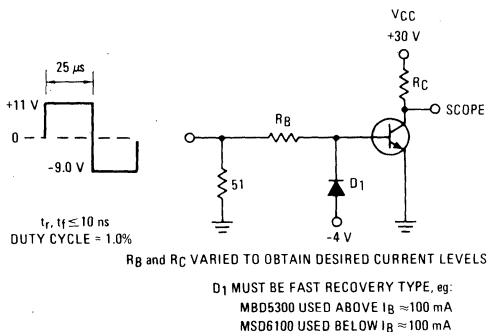 VCC
+30 V
25 μs
RC
+11 V
SCOPE
RB
0
51
D1
-9.0 V
-4 V
tr, tf ≤ 10 ns
DUTY CYCLE = 1.0%
RB and RC VARIED TO OBTAIN DESIRED CURRENT LEVELS
D1 MUST BE FAST RECOVERY TYPE, eg:
MBD5300 USED ABOVE IB ≈100 mA
MSD6100 USED BELOW IB ≈100 mA